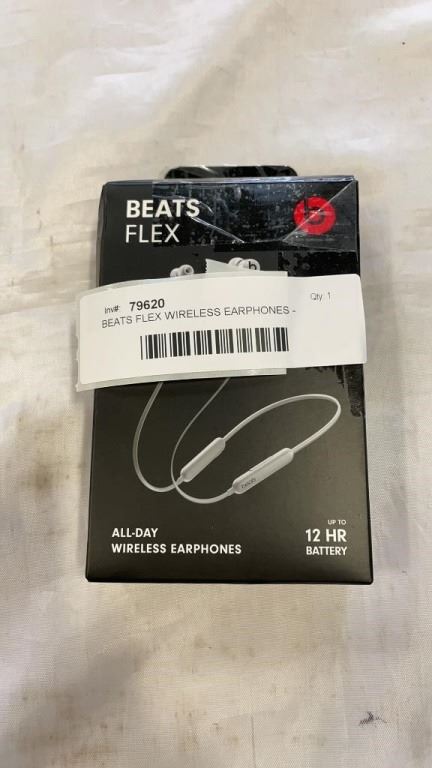 BEATS
FLEX
b
Inv#: 79620 Qty: 1
BEATS FLEX WIRELESS EARPHONES -
b
beats
ALL-DAY
WIRELESS EARPHONES
UP TO
12 HR
BATTERY